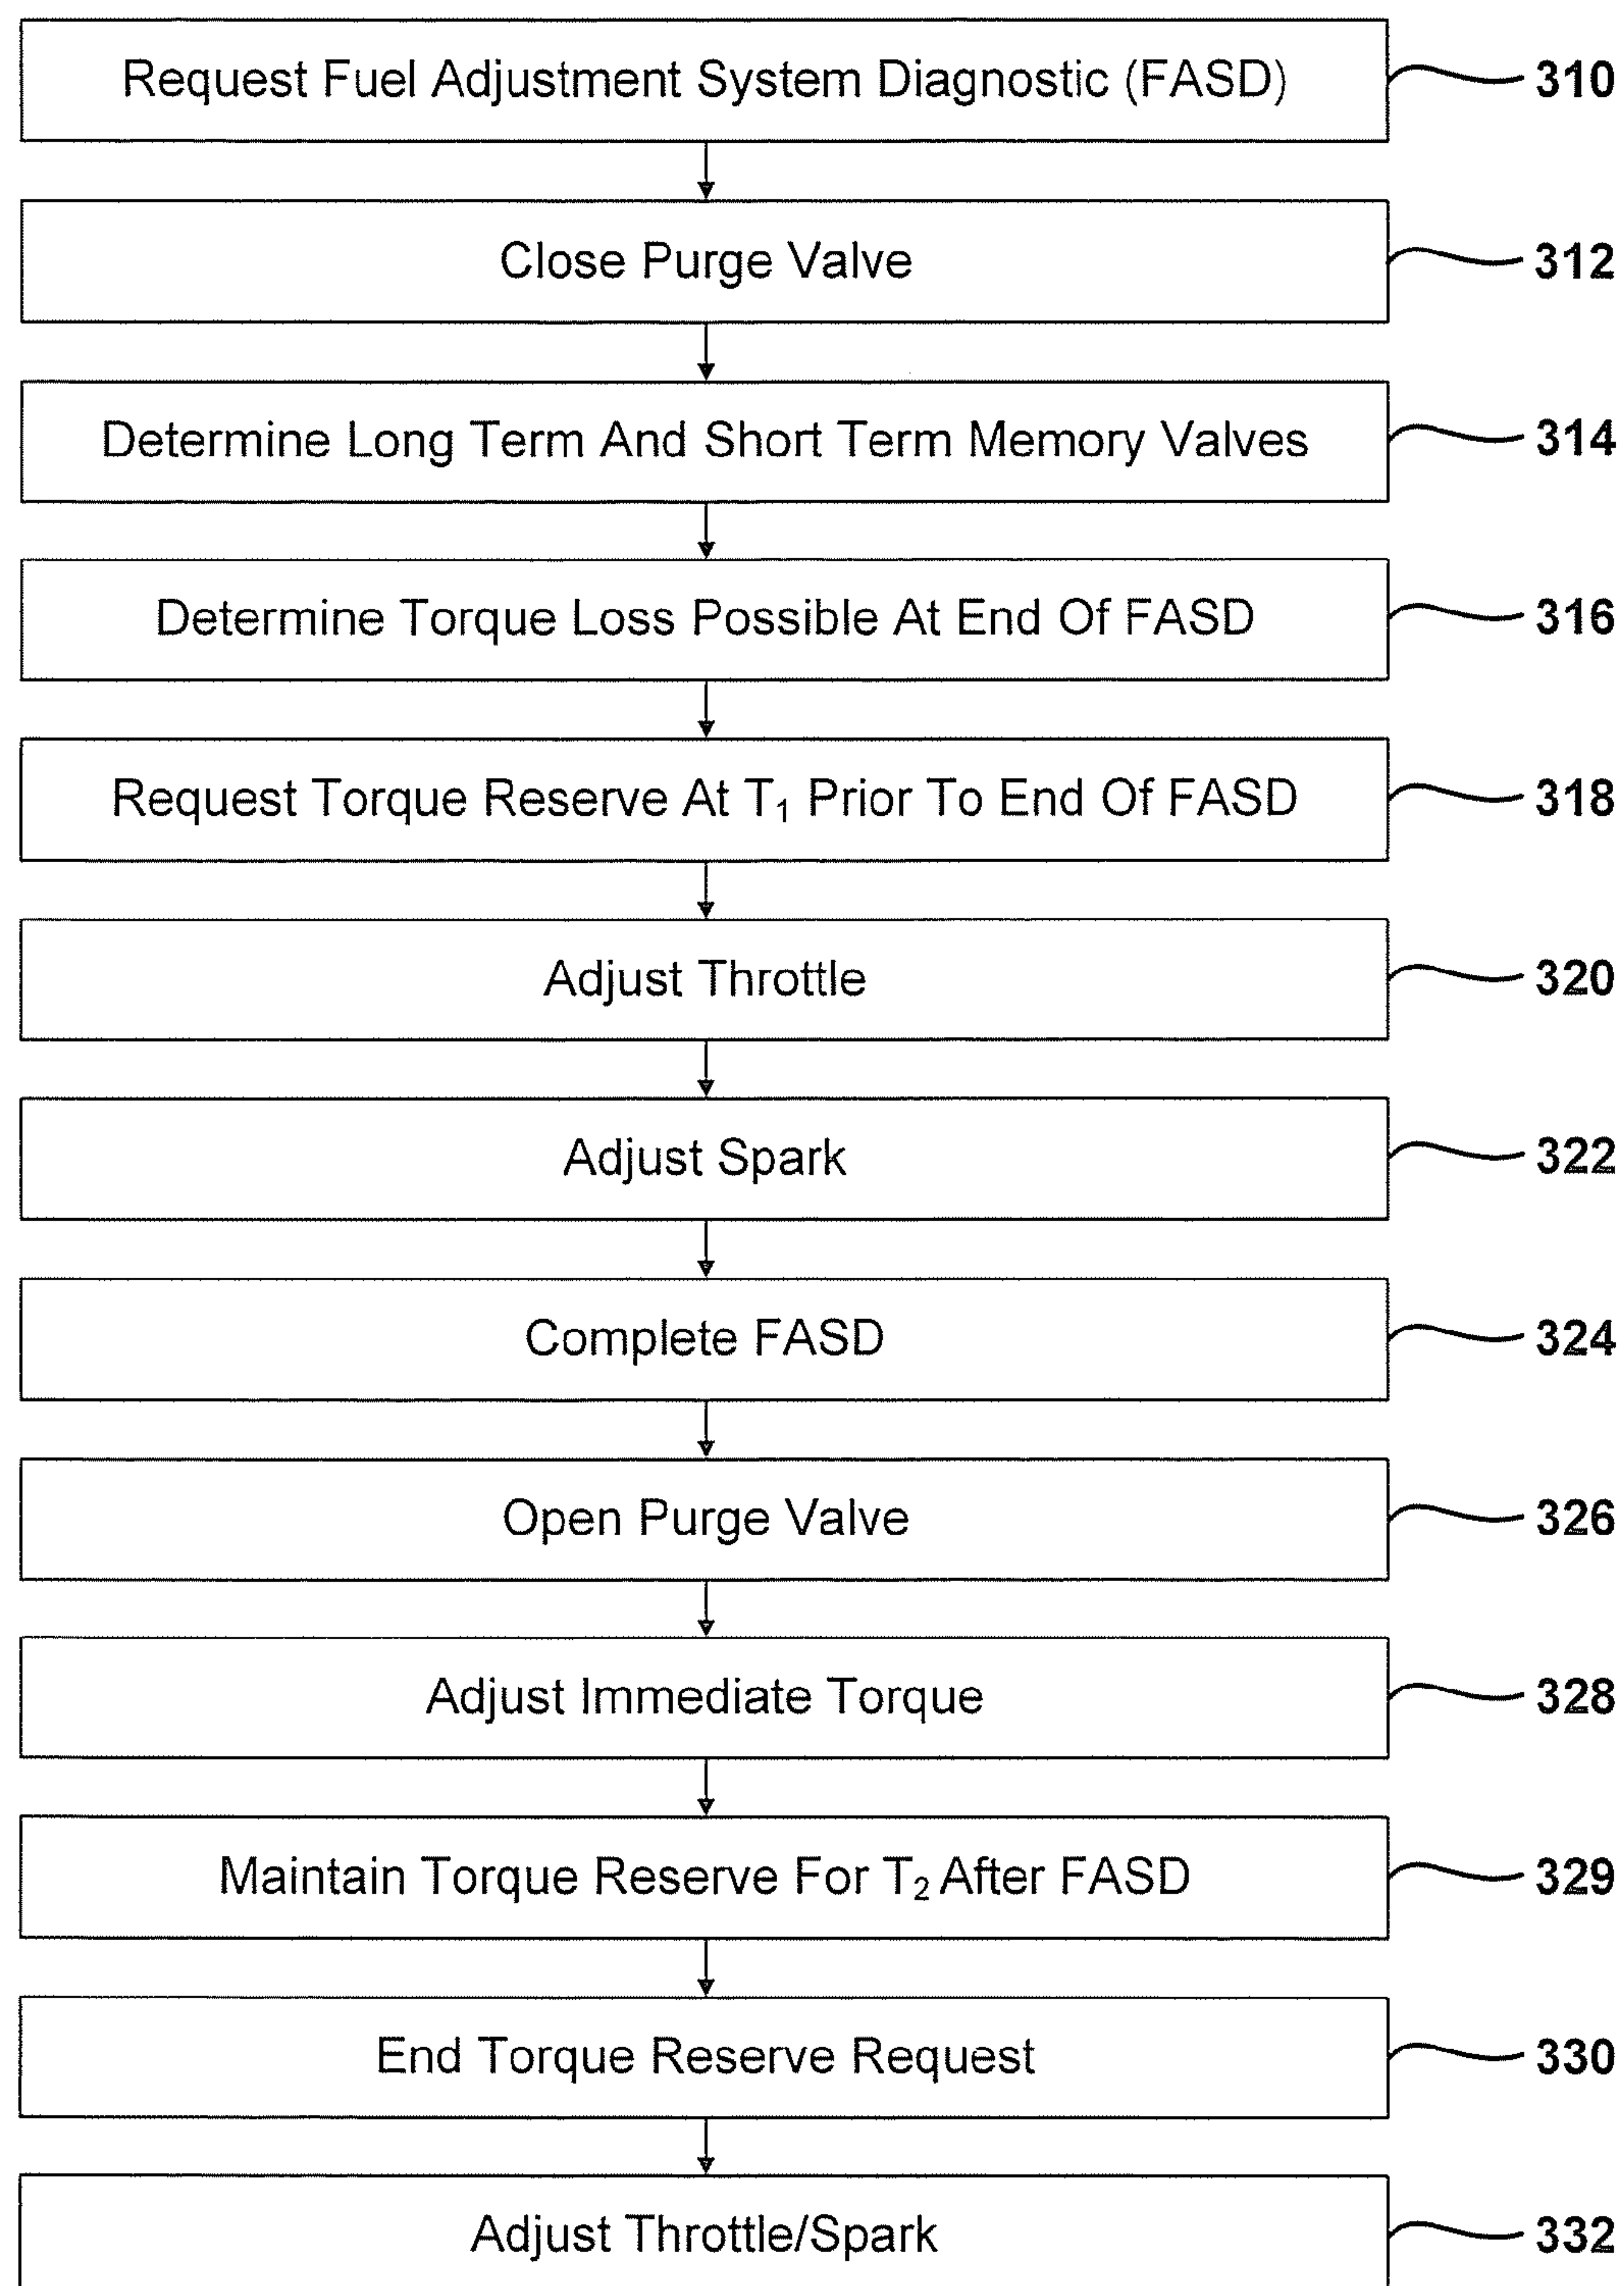 Request Fuel Adjustment System Diagnostic (FASD) 310
Close Purge Valve 312
Determine Long Term And Short Term Memory Valves 314
Determine Torque Loss Possible At End Of FASD 316
Request Torque Reserve At T₁ Prior To End Of FASD 318
Adjust Throttle 320
Adjust Spark 322
Complete FASD 324
Open Purge Valve 326
Adjust Immediate Torque 328
Maintain Torque Reserve For T₂ After FASD 329
End Torque Reserve Request 330
Adjust Throttle/Spark 332